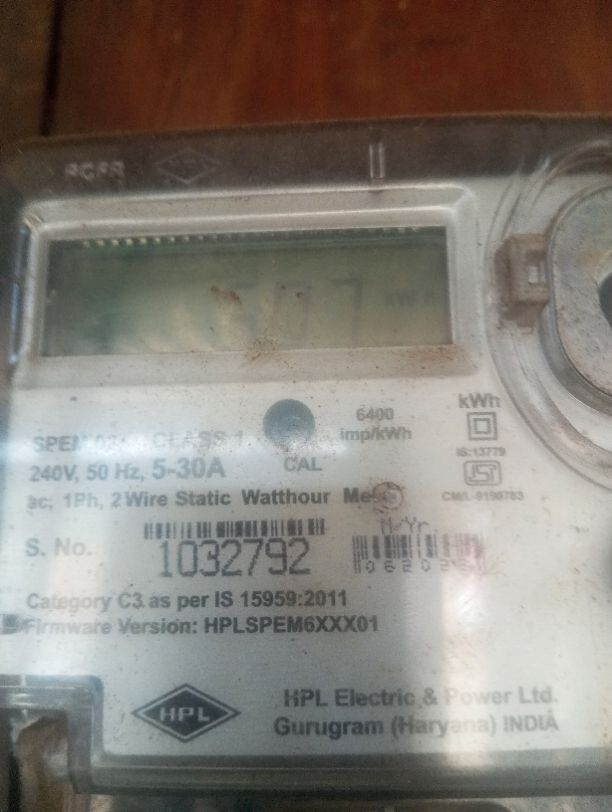 HPL
kWh
CLASS 1
6400
imp/kWh
kWh
IS:13779
240V, 50 Hz, 5-30A
CAL
ac, 1Ph, 2 Wire Static Watthour
S. No.
1032792
M/Yr.
Category C3 as per IS 15959:2011
Firmware Version: HPLSPEM6XXX01
HPL
HPL Electric & Power Ltd.
Gurugram (Haryana) INDIA